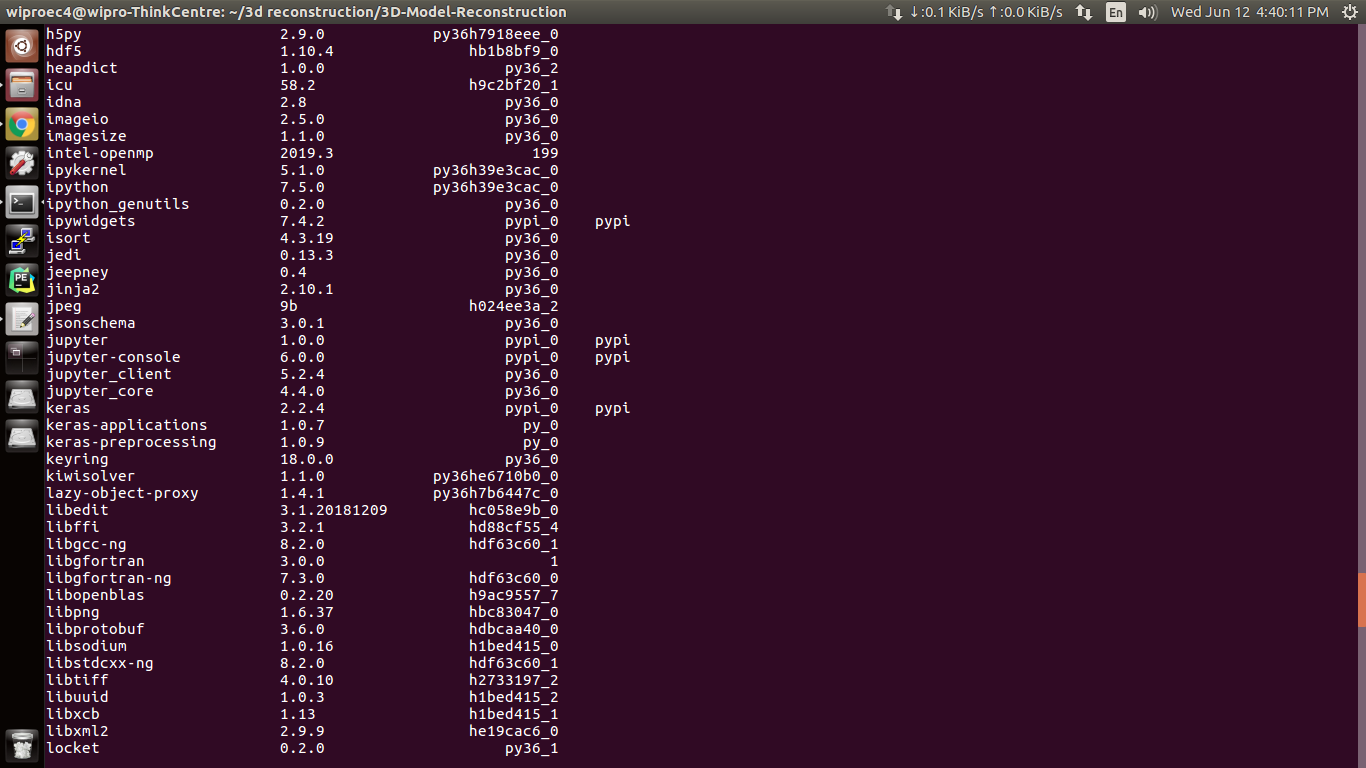 wiproec4@wipro-ThinkCentre: ~/3d reconstruction/3D-Model-Reconstruction ↓:0.1 KiB/s ↑:0.0 KiB/s En Wed Jun 12 4:40:11 PM
h5py 2.9.0 py36h7918eee_0
hdf5 1.10.4 hb1b8bf9_0
heapdict 1.0.0 py36_2
icu 58.2 h9c2bf20_1
idna 2.8 py36_0
imageio 2.5.0 py36_0
imagesize 1.1.0 py36_0
intel-openmp 2019.3 199
ipykernel 5.1.0 py36h39e3cac_0
ipython 7.5.0 py36h39e3cac_0
ipython_genutils 0.2.0 py36_0
ipywidgets 7.4.2 pypi_0 pypi
isort 4.3.19 py36_0
jedi 0.13.3 py36_0
jeepney 0.4 py36_0
jinja2 2.10.1 py36_0
jpeg 9b h024ee3a_2
jsonschema 3.0.1 py36_0
jupyter 1.0.0 pypi_0 pypi
jupyter-console 6.0.0 pypi_0 pypi
jupyter_client 5.2.4 py36_0
jupyter_core 4.4.0 py36_0
keras 2.2.4 pypi_0 pypi
keras-applications 1.0.7 py_0
keras-preprocessing 1.0.9 py_0
keyring 18.0.0 py36_0
kiwisolver 1.1.0 py36he6710b0_0
lazy-object-proxy 1.4.1 py36h7b6447c_0
libedit 3.1.20181209 hc058e9b_0
libffi 3.2.1 hd88cf55_4
libgcc-ng 8.2.0 hdf63c60_1
libgfortran 3.0.0 1
libgfortran-ng 7.3.0 hdf63c60_0
libopenblas 0.2.20 h9ac9557_7
libpng 1.6.37 hbc83047_0
libprotobuf 3.6.0 hdbcaa40_0
libsodium 1.0.16 h1bed415_0
libstdcxx-ng 8.2.0 hdf63c60_1
libtiff 4.0.10 h2733197_2
libuuid 1.0.3 h1bed415_2
libxcb 1.13 h1bed415_1
libxml2 2.9.9 he19cac6_0
locket 0.2.0 py36_1
PE